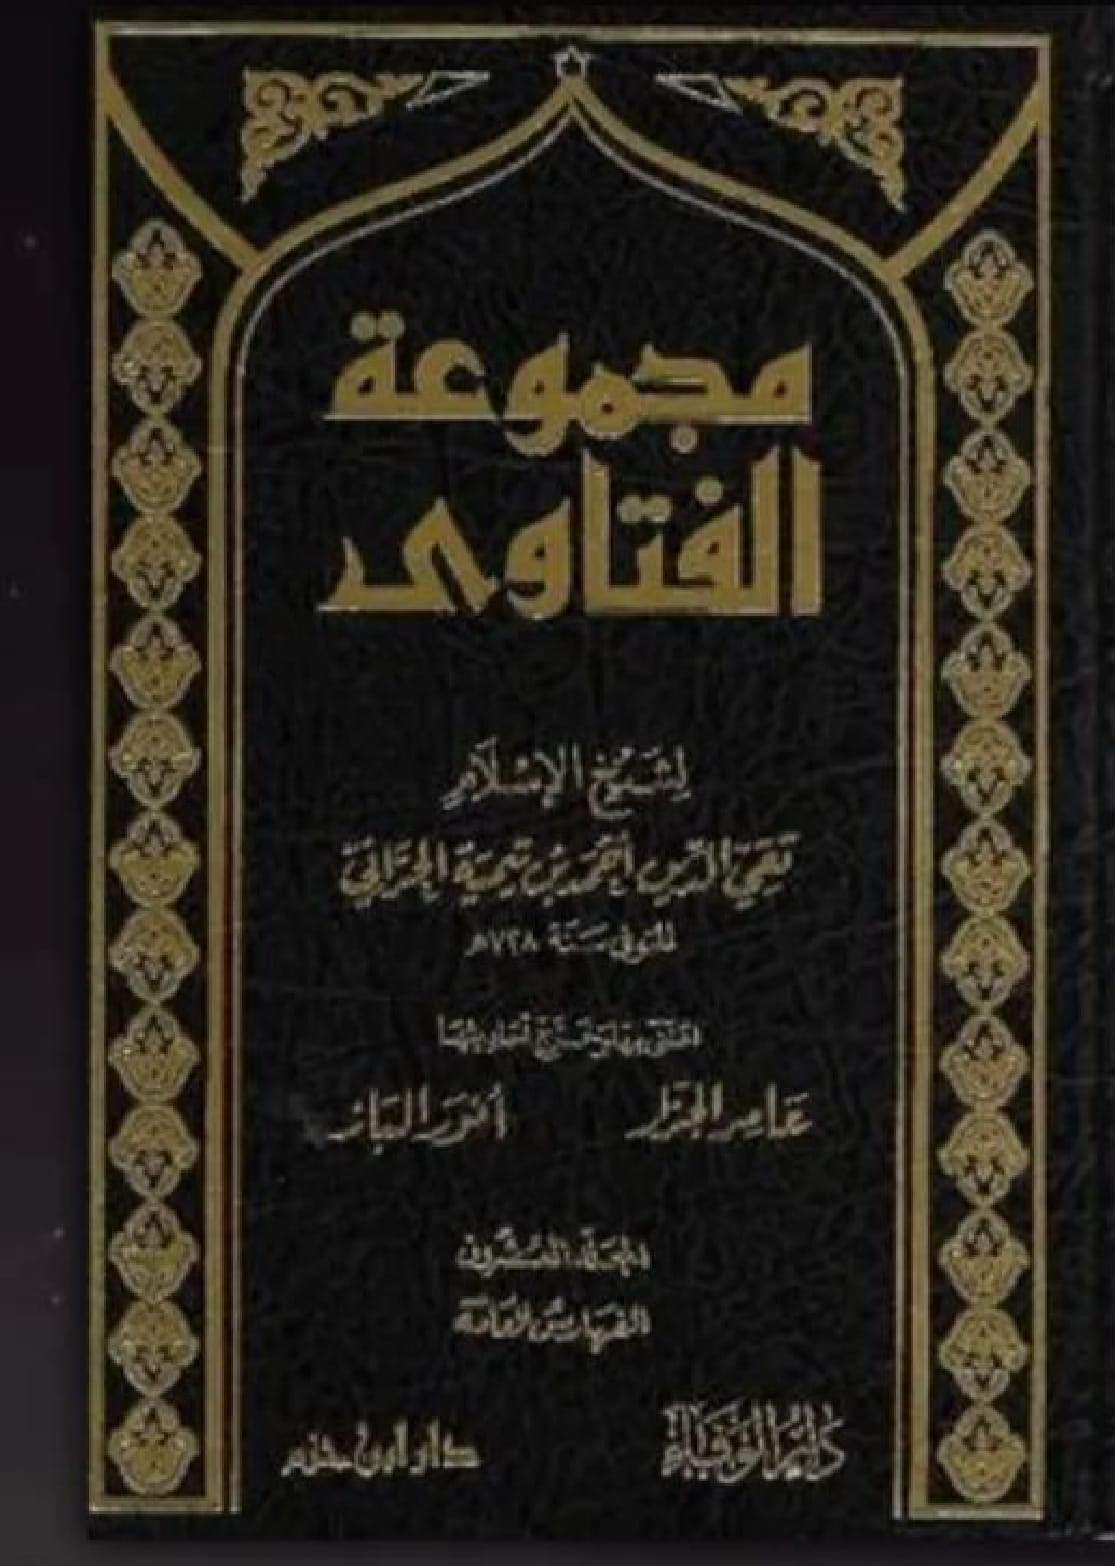 مجموعة
الفتاوى
لشيخ الإسلام
تقي الدين أحمد بن تيمية الحراني
المتوفى سنة ٧٢٨هـ
اعتنى بها وخرج أحاديثها
عامر الجزار أنور الباز
المجلد العشرون
الفهارس العامة
دار الوفاء دار ابن حزم